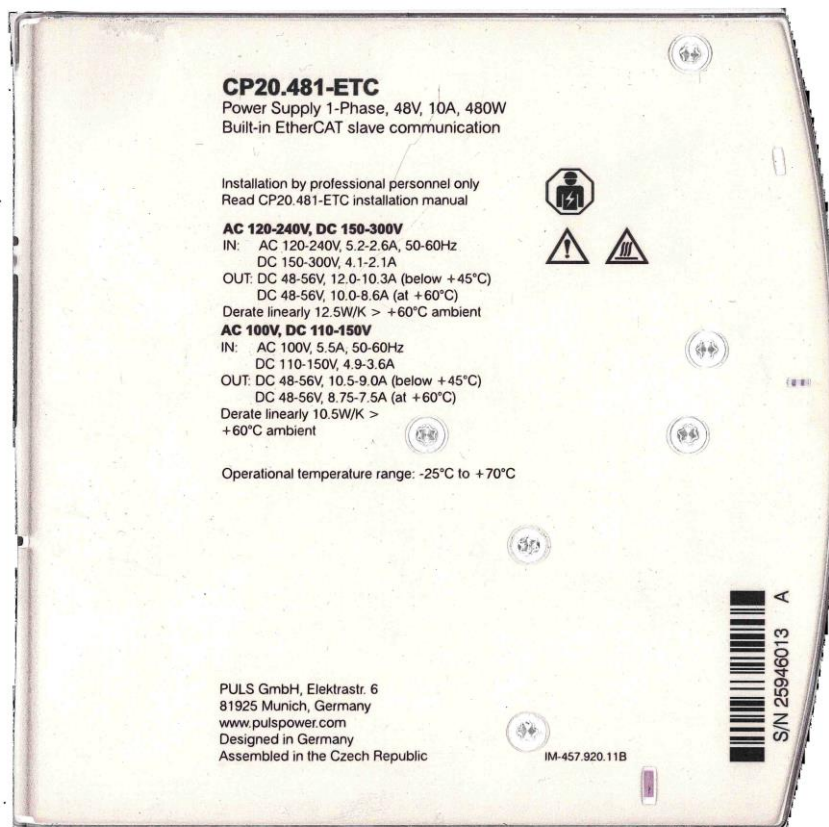 CP20.481-ETC
Power Supply 1-Phase, 48V, 10A, 480W
Built-in EtherCAT slave communication
Installation by professional personnel only
Read CP20.481-ETC installation manual
AC 120-240V, DC 150-300V
IN: AC 120-240V, 5.2-2.6A, 50-60Hz
DC 150-300V, 4.1-2.1A
OUT: DC 48-56V, 12.0-10.3A (below +45°C)
DC 48-56V, 10.0-8.6A (at +60°C)
Derate linearly 12.5W/K > +60°C ambient
AC 100V, DC 110-150V
IN: AC 100V, 5.5A, 50-60Hz
DC 110-150V, 4.9-3.6A
OUT: DC 48-56V, 10.5-9.0A (below +45°C)
DC 48-56V, 8.75-7.5A (at +60°C)
Derate linearly 10.5W/K >
+60°C ambient
Operational temperature range: -25°C to +70°C
PULS GmbH, Elektrastr. 6
81925 Munich, Germany
www.pulspower.com
Designed in Germany
Assembled in the Czech Republic
IM-457.920.11B
S/N 25946013 A